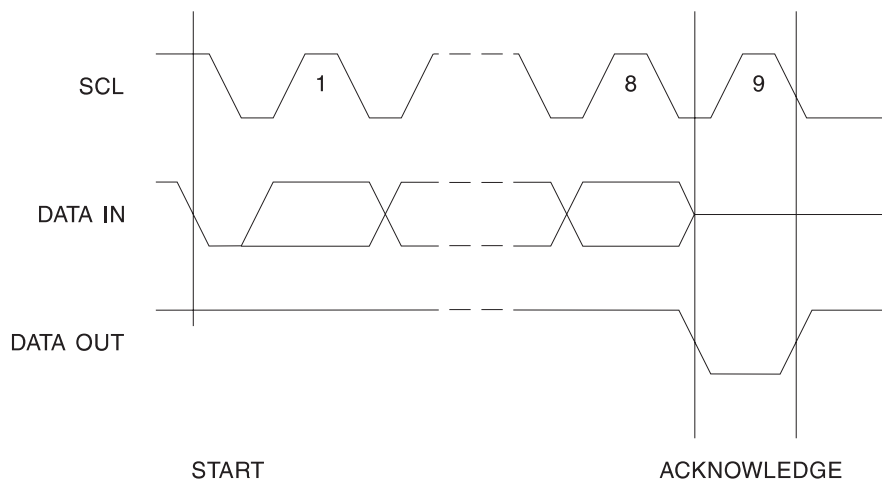 SCL
1
8
9
DATA IN
DATA OUT
START
ACKNOWLEDGE